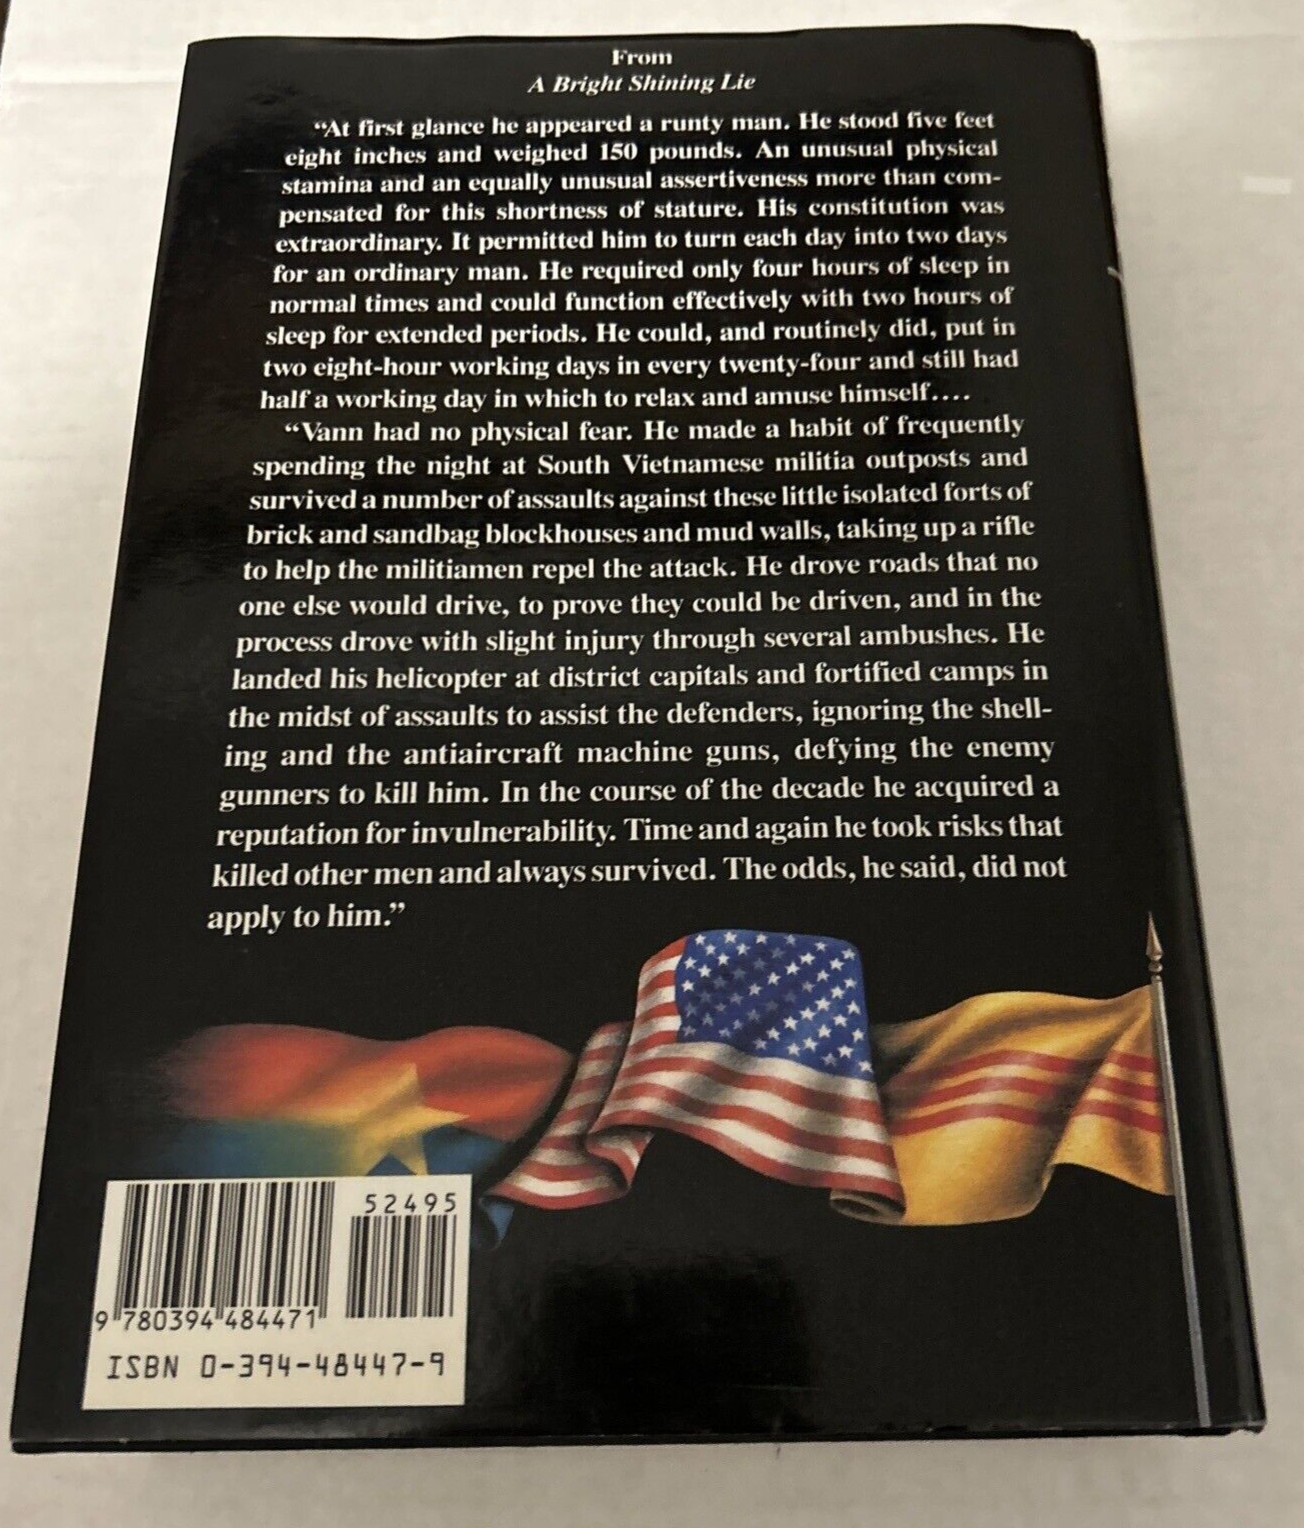 From
A Bright Shining Lie
“At first glance he appeared a runty man. He stood five feet
eight inches and weighed 150 pounds. An unusual physical
stamina and an equally unusual assertiveness more than com-
pensated for this shortness of stature. His constitution was
extraordinary. It permitted him to turn each day into two days
for an ordinary man. He required only four hours of sleep in
normal times and could function effectively with two hours of
sleep for extended periods. He could, and routinely did, put in
two eight-hour working days in every twenty-four and still had
half a working day in which to relax and amuse himself....
“Vann had no physical fear. He made a habit of frequently
spending the night at South Vietnamese militia outposts and
survived a number of assaults against these little isolated forts of
brick and sandbag blockhouses and mud walls, taking up a rifle
to help the militiamen repel the attack. He drove roads that no
one else would drive, to prove they could be driven, and in the
process drove with slight injury through several ambushes. He
landed his helicopter at district capitals and fortified camps in
the midst of assaults to assist the defenders, ignoring the shell-
ing and the antiaircraft machine guns, defying the enemy
gunners to kill him. In the course of the decade he acquired a
reputation for invulnerability. Time and again he took risks that
killed other men and always survived. The odds, he said, did not
apply to him.”
52495
9 780394 484471
ISBN 0-394-48447-9